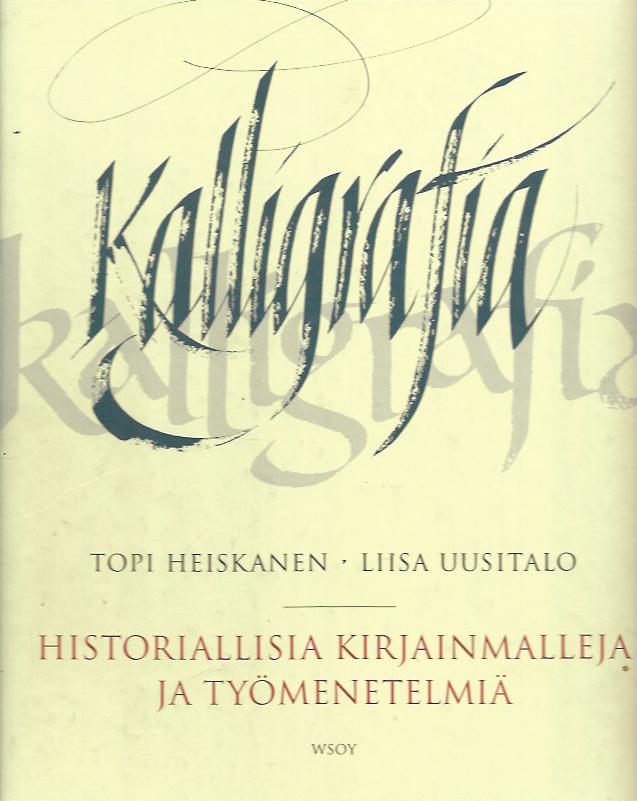 Kalligrafia
kalligrafia
TOPI HEISKANEN · LIISA UUSITALO
HISTORIALLISIA KIRJAINMALLEJA
JA TYÖMENETELMIÄ
WSOY